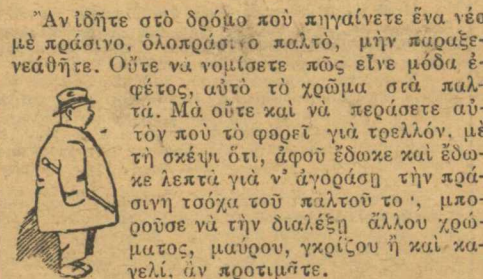 Ἂν ἰδῆτε στὸ δρόμο ποὺ πηγαίνετε ἕνα νέο
μὲ πράσινο, ὁλοπράσινο παλτὸ, μὴν παραξε-
νεάθῆτε. Οὔτε νὰ νομίσετε πῶς εἶνε μόδα ἐ-
φέτος, αὐτὸ τὸ χρῶμα στὰ παλ-
τά. Μὰ οὔτε καὶ νὰ περάσετε αὐ-
τὸν ποὺ τὸ φορεῖ γιὰ τρελλόν, μὲ
τὴ σκέψι ὅτι, ἀφοῦ ἔδωκε καὶ ἔδω-
κε λεπτὰ γιὰ ν' ἀγοράσῃ τὴν πρά-
σινη τσόχα τοῦ παλτοῦ το , μπο-
ροῦσε νὰ τὴν διαλέξῃ ἄλλου χρώ-
ματος, μαύρου, γκρίζου ἢ καὶ κα-
γελί, ἂν προτιμᾶτε.